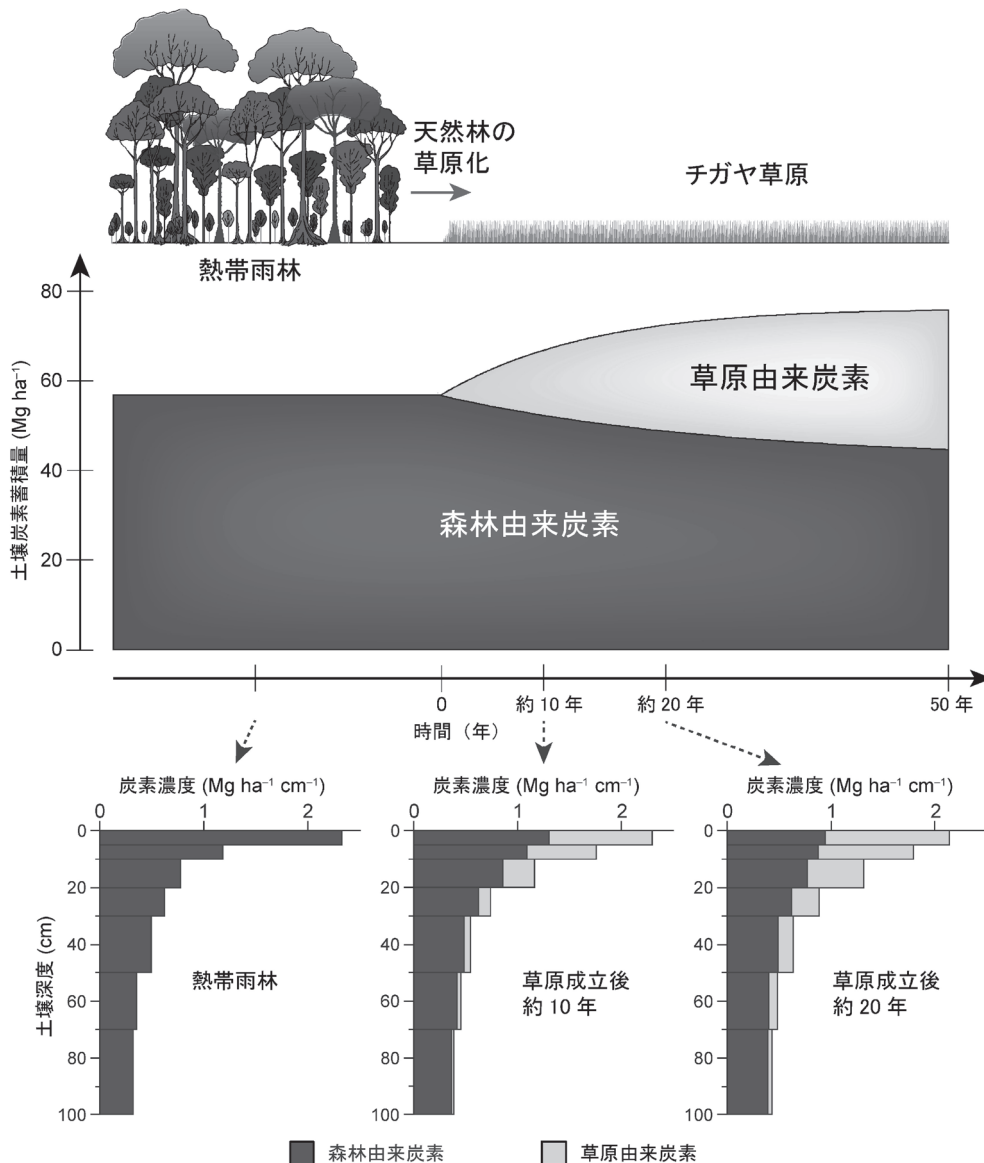 天然林の
草原化
チガヤ草原
熱帯雨林
土壌炭素蓄積量 (Mg ha⁻¹)
80
60
40
20
0
草原由来炭素
森林由来炭素
0
約 10 年
約 20 年
50 年
時間（年）
炭素濃度 (Mg ha⁻¹ cm⁻¹)
0 1 2
土壌深度 (cm)
0
20
40
60
80
100
熱帯雨林
炭素濃度 (Mg ha⁻¹ cm⁻¹)
0 1 2
0
20
40
60
80
100
草原成立後
約 10 年
炭素濃度 (Mg ha⁻¹ cm⁻¹)
0 1 2
0
20
40
60
80
100
草原成立後
約 20 年
森林由来炭素
草原由来炭素